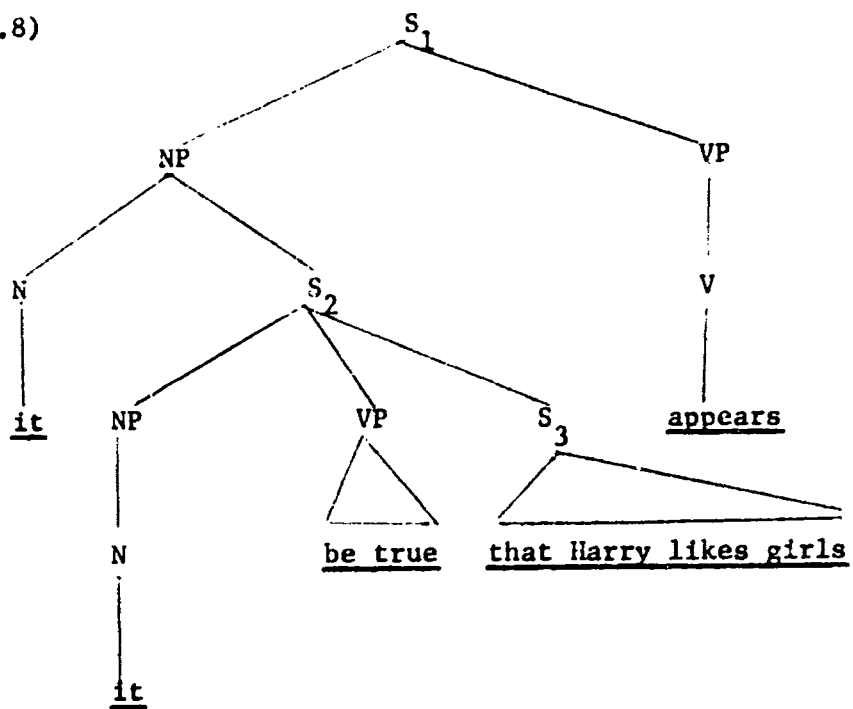 .8)
S1
NP VP
N S2 V
it NP VP S3 appears
N be true that Harry likes girls
it